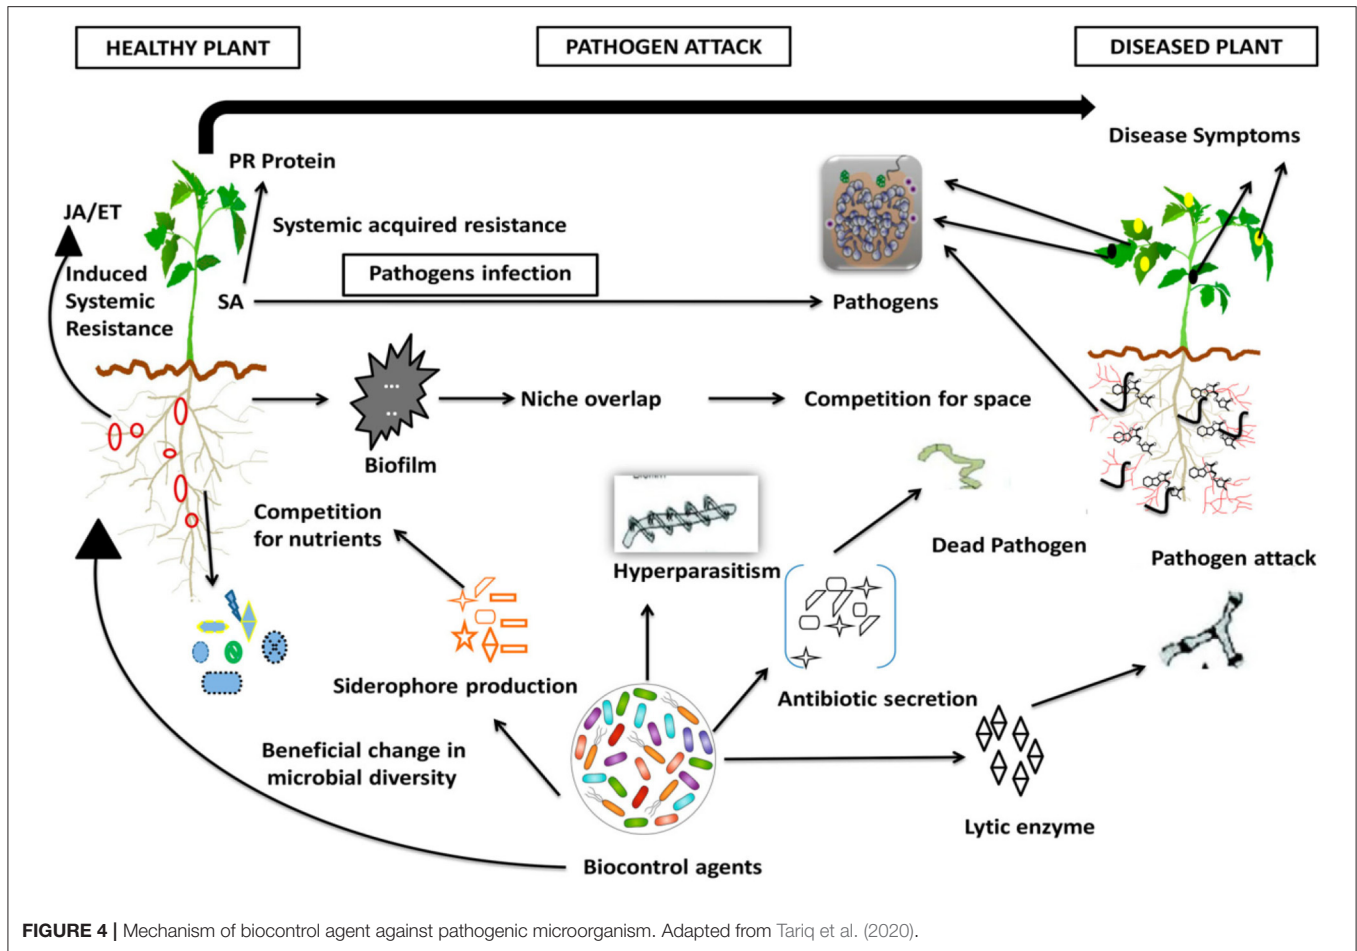 HEALTHY PLANT
PATHOGEN ATTACK
DISEASED PLANT
Disease Symptoms
PR Protein
JA/ET
Systemic acquired resistance
Induced
Systemic
Resistance
Pathogens infection
SA
Pathogens
Niche overlap
Competition for space
Biofilm
Competition
for nutrients
Hyperparasitism
Dead Pathogen
Pathogen attack
Siderophore production
Antibiotic secretion
Beneficial change in
microbial diversity
Lytic enzyme
Biocontrol agents
FIGURE 4 | Mechanism of biocontrol agent against pathogenic microorganism. Adapted from Tariq et al. (2020).